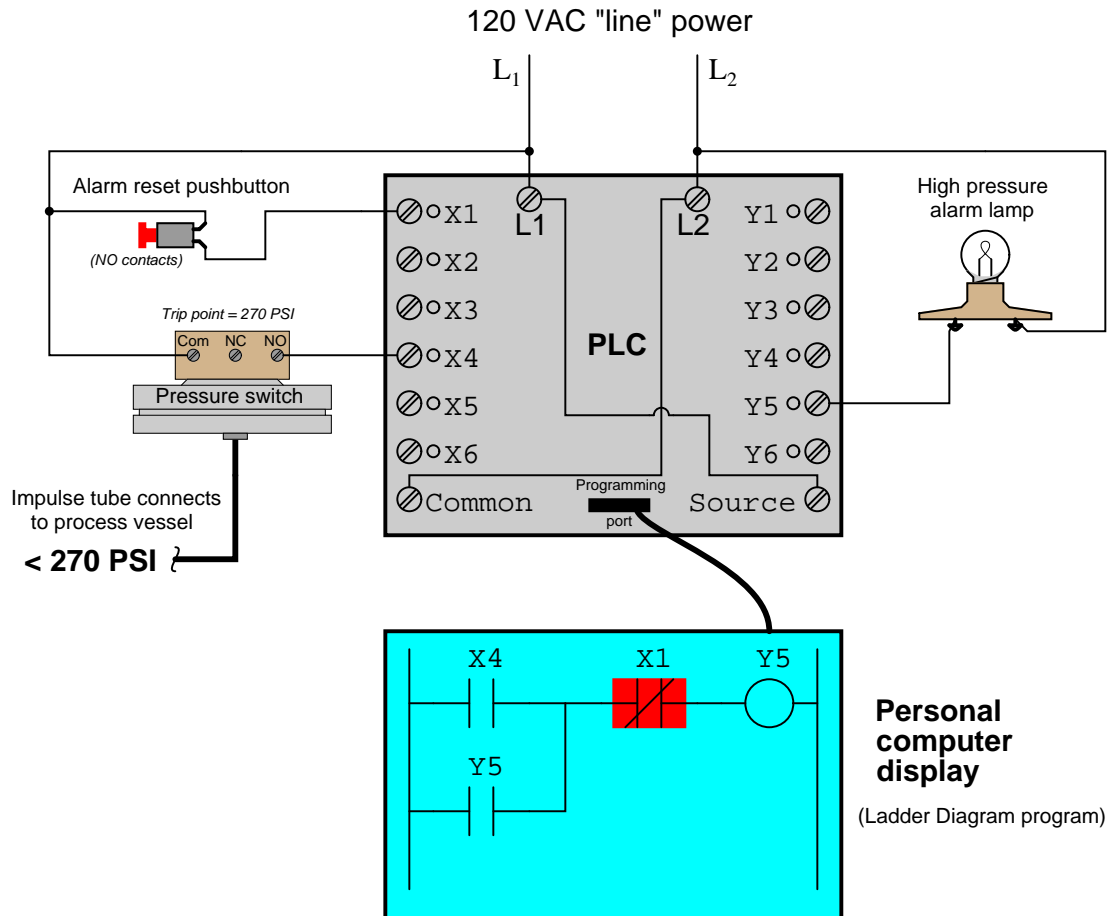 120 VAC "line" power
L1
L2
Alarm reset pushbutton
(NO contacts)
Trip point = 270 PSI
Com NC NO
Pressure switch
Impulse tube connects
to process vessel
< 270 PSI
X1
X2
X3
X4
X5
X6
Common
L1
L2
PLC
Programming
port
Y1
Y2
Y3
Y4
Y5
Y6
Source
High pressure
alarm lamp
X4 X1 Y5
Y5
Personal
computer
display
(Ladder Diagram program)